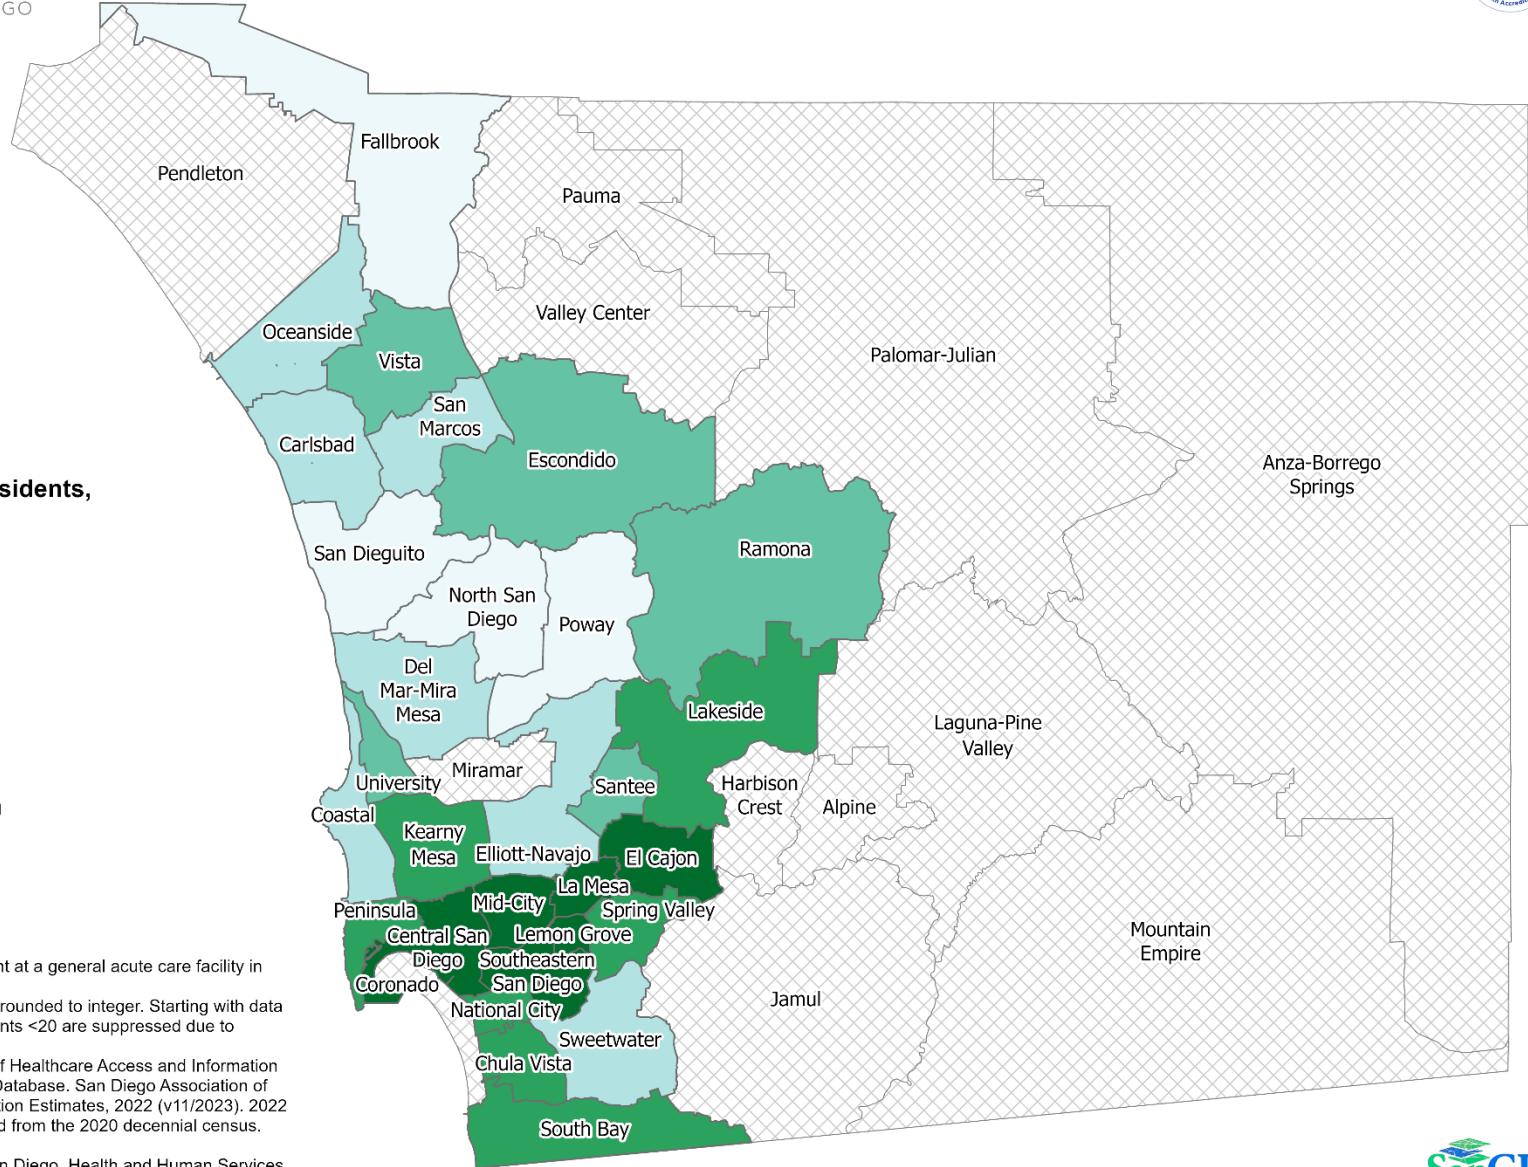 GO
Accredi
Fallbrook
Pendleton
Pauma
Valley Center
Oceanside
Vista
Palomar-Julian
San
Marcos
Carlsbad
Escondido
Anza-Borrego
Springs
sidents,
San Dieguito
Ramona
North San
Diego
Poway
Del
Mar-Mira
Mesa
Lakeside
Laguna-Pine
Valley
Miramar
University
Santee
Harbison
Crest
Alpine
Coastal
Kearny
Mesa
Elliott-Navajo
El Cajon
La Mesa
Mid-City
Peninsula
Spring Valley
Central San
Diego
Lemon Grove
Southeastern
San Diego
Coronado
National City
Mountain
Empire
Jamul
Sweetwater
Chula Vista
South Bay
nt at a general acute care facility in
rounded to integer. Starting with data
nts <20 are suppressed due to
f Healthcare Access and Information
Database. San Diego Association of
tion Estimates, 2022 (v11/2023). 2022
d from the 2020 decennial census.
n Diego, Health and Human Services